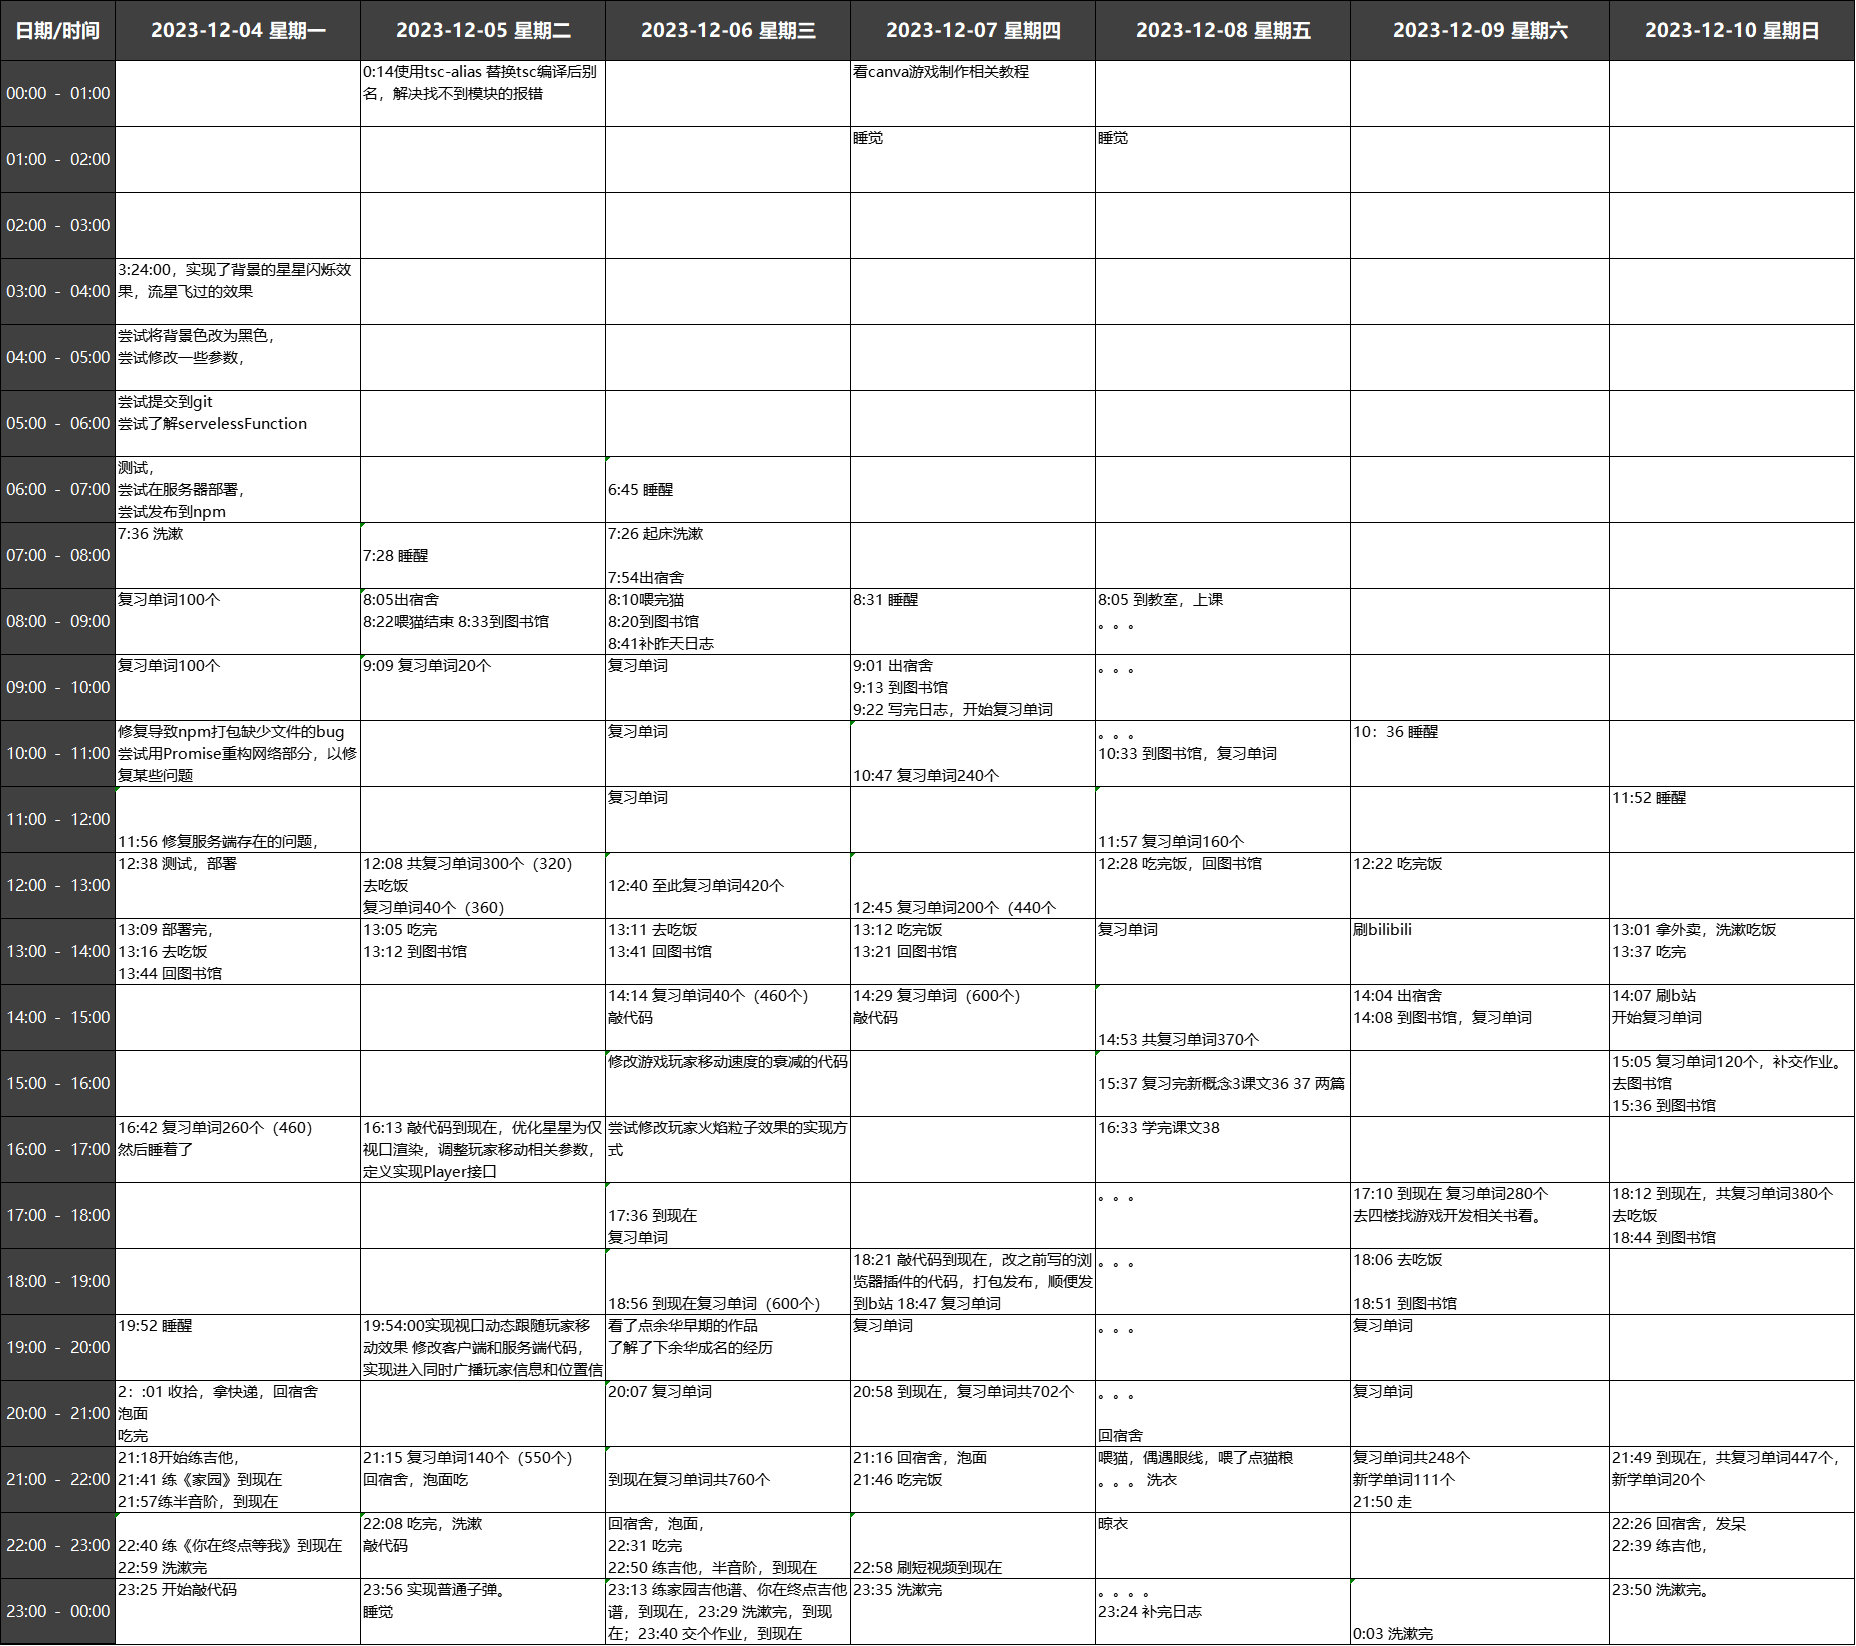 日期/时间 2023-12-04 星期一 2023-12-05 星期二 2023-12-06 星期三 2023-12-07 星期四 2023-12-08 星期五 2023-12-09 星期六 2023-12-10 星期日
00:00 - 01:00
0:14使用tsc-alias 替换tsc编译后别
名，解决找不到模块的报错
看canva游戏制作相关教程
01:00 - 02:00
睡觉
睡觉
02:00 - 03:00
03:00 - 04:00
3:24:00，实现了背景的星星闪烁效
果，流星飞过的效果
04:00 - 05:00
尝试将背景色改为黑色，
尝试修改一些参数，
05:00 - 06:00
尝试提交到git
尝试了解servelessFunction
06:00 - 07:00
测试，
尝试在服务器部署，
尝试发布到npm
6:45 睡醒
07:00 - 08:00
7:36 洗漱
7:28 睡醒
7:26 起床洗漱
7:54出宿舍
08:00 - 09:00
复习单词100个
8:05出宿舍
8:22喂猫结束 8:33到图书馆
8:10喂完猫
8:20到图书馆
8:41补昨天日志
8:31 睡醒
8:05 到教室，上课
。。。
09:00 - 10:00
复习单词100个
9:09 复习单词20个
复习单词
9:01 出宿舍
9:13 到图书馆
9:22 写完日志，开始复习单词
。。。
10:00 - 11:00
修复导致npm打包缺少文件的bug
尝试用Promise重构网络部分，以修
复某些问题
复习单词
10:47 复习单词240个
。。。
10:33 到图书馆，复习单词
10：36 睡醒
11:00 - 12:00
11:56 修复服务端存在的问题，
复习单词
11:57 复习单词160个
11:52 睡醒
12:00 - 13:00
12:38 测试，部署
12:08 共复习单词300个（320）
去吃饭
复习单词40个（360）
12:40 至此复习单词420个
12:45 复习单词200个（440个
12:28 吃完饭，回图书馆
12:22 吃完饭
13:00 - 14:00
13:09 部署完，
13:16 去吃饭
13:44 回图书馆
13:05 吃完
13:12 到图书馆
13:11 去吃饭
13:41 回图书馆
13:12 吃完饭
13:21 回图书馆
复习单词
刷bilibili
13:01 拿外卖，洗漱吃饭
13:37 吃完
14:00 - 15:00
14:14 复习单词40个（460个）
敲代码
14:29 复习单词（600个）
敲代码
14:53 共复习单词370个
14:04 出宿舍
14:08 到图书馆，复习单词
14:07 刷b站
开始复习单词
15:00 - 16:00
修改游戏玩家移动速度的衰减的代码
15:37 复习完新概念3课文36 37 两篇
15:05 复习单词120个，补交作业。
去图书馆
15:36 到图书馆
16:00 - 17:00
16:42 复习单词260个（460）
然后睡着了
16:13 敲代码到现在，优化星星为仅
视口渲染，调整玩家移动相关参数，
定义实现Player接口
尝试修改玩家火焰粒子效果的实现方
式
16:33 学完课文38
17:00 - 18:00
17:36 到现在
复习单词
。。。
17:10 到现在 复习单词280个
去四楼找游戏开发相关书看。
18:12 到现在，共复习单词380个
去吃饭
18:44 到图书馆
18:00 - 19:00
18:56 到现在复习单词（600个）
18:21 敲代码到现在，改之前写的浏
览器插件的代码，打包发布，顺便发
到b站 18:47 复习单词
。。。
18:06 去吃饭
18:51 到图书馆
19:00 - 20:00
19:52 睡醒
19:54:00实现视口动态跟随玩家移
动效果 修改客户端和服务端代码，
实现进入同时广播玩家信息和位置信
看了点余华早期的作品
了解了下余华成名的经历
复习单词
。。。
复习单词
20:00 - 21:00
2：:01 收拾，拿快递，回宿舍
泡面
吃完
20:07 复习单词
20:58 到现在，复习单词共702个
。。。
回宿舍
复习单词
21:00 - 22:00
21:18开始练吉他，
21:41 练《家园》到现在
21:57练半音阶，到现在
21:15 复习单词140个（550个）
回宿舍，泡面吃
到现在复习单词共760个
21:16 回宿舍，泡面
21:46 吃完饭
喂猫，偶遇眼线，喂了点猫粮
。。。 洗衣
复习单词共248个
新学单词111个
21:50 走
21:49 到现在，共复习单词447个，
新学单词20个
22:00 - 23:00
22:40 练《你在终点等我》到现在
22:59 洗漱完
22:08 吃完，洗漱
敲代码
回宿舍，泡面，
22:31 吃完
22:50 练吉他，半音阶，到现在
22:58 刷短视频到现在
晾衣
22:26 回宿舍，发呆
22:39 练吉他，
23:00 - 00:00
23:25 开始敲代码
23:56 实现普通子弹。
睡觉
23:13 练家园吉他谱、你在终点吉他
谱，到现在，23:29 洗漱完，到现
在；23:40 交个作业，到现在
23:35 洗漱完
。。。。
23:24 补完日志
0:03 洗漱完
23:50 洗漱完。